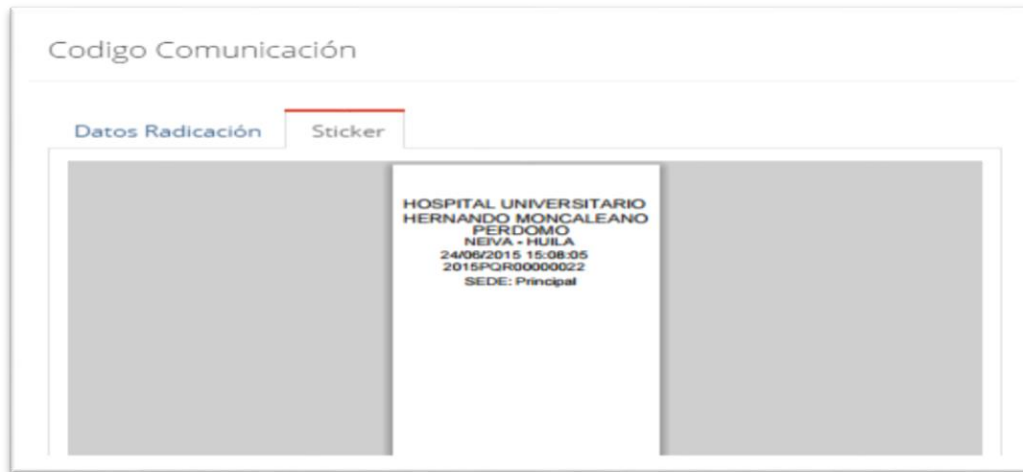 Codigo Comunicación
Datos Radicación Sticker
HOSPITAL UNIVERSITARIO
HERNANDO MONCALEANO
PERDOMO
NEIVA - HUILA
24/06/2015 15:08:05
2015PQR00000022
SEDE: Principal